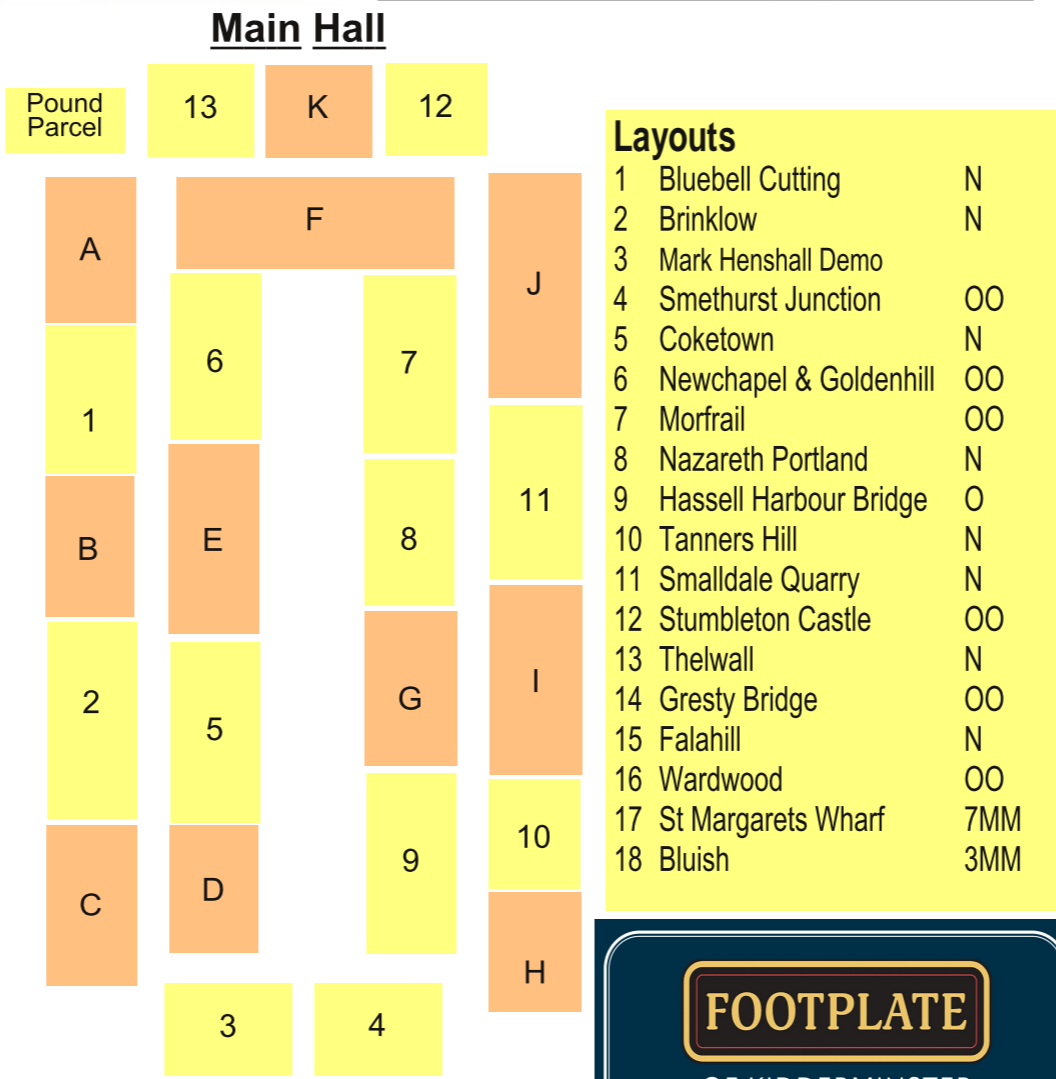 Main Hall
Pound
Parcel
13
K
12
A
F
J
6
7
1
11
B
E
8
2
5
G
I
C
D
9
10
H
3
4
Layouts
1 Bluebell Cutting N
2 Brinklow N
3 Mark Henshall Demo
4 Smethurst Junction OO
5 Coketown N
6 Newchapel & Goldenhill OO
7 Morfrail OO
8 Nazareth Portland N
9 Hassell Harbour Bridge O
10 Tanners Hill N
11 Smalldale Quarry N
12 Stumbleton Castle OO
13 Thelwall N
14 Gresty Bridge OO
15 Falahill N
16 Wardwood OO
17 St Margarets Wharf 7MM
18 Bluish 3MM
FOOTPLATE
OF KIDDERMINSTER